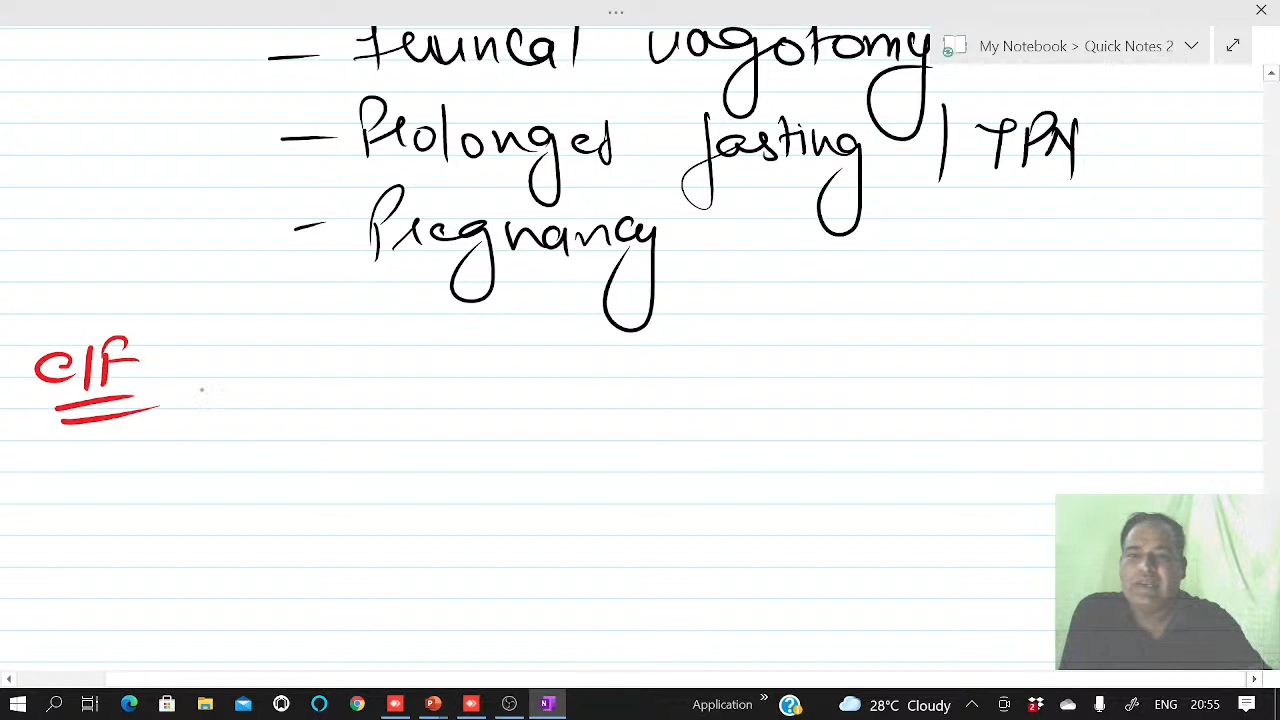 ...
My Notebook > Quick Notes 2
– Truncal vagotomy
– Prolonged fasting / TPN
– Pregnancy
C/F
Application
28°C Cloudy
ENG
20:55